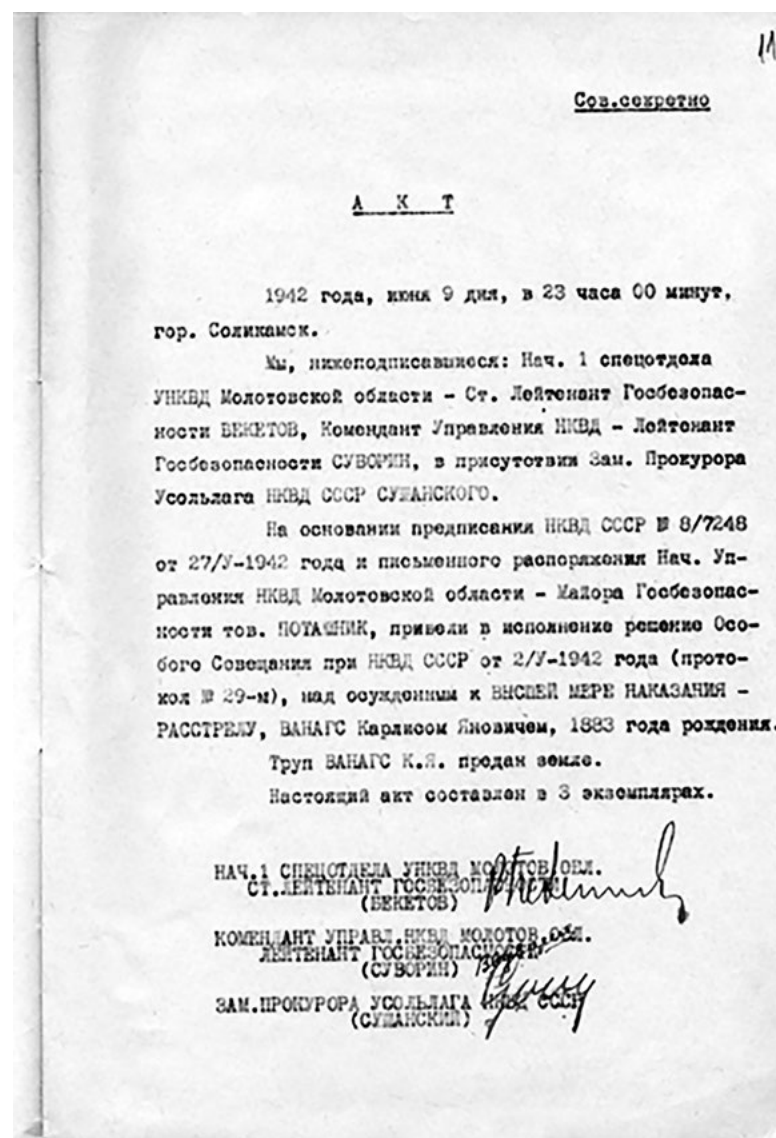 11
Сов.секретно
А К Т
1942 года, июня 9 дня, в 23 часа 00 минут,
гор. Соликамск.
Мы, нижеподписавшиеся: Нач. 1 спецотдела
УНКВД Молотовской области – Ст. Лейтенант Госбезопас-
ности БЕКЕТОВ, Комендант Управления НКВД – Лейтенант
Госбезопасности СУВОРИН, в присутствии Зам. Прокурора
Усольлага НКВД СССР СУШАНСКОГО.
На основании предписания НКВД СССР № 8/7248
от 27/У-1942 года и письменного распоряжения Нач. Уп-
равления НКВД Молотовской области – Майора Госбезопас-
ности тов. ПОТАШНИК, привели в исполнение решение Осо-
бого Совещания при НКВД СССР от 2/У-1942 года (прото-
кол № 29-м), над осужденным к ВЫСШЕЙ МЕРЕ НАКАЗАНИЯ –
РАССТРЕЛУ, ВАНАГС Карлисом Яновичем, 1883 года рождения.
Труп ВАНАГС К.Я. предан земле.
Настоящий акт составлен в 3 экземплярах.
НАЧ.1 СПЕЦОТДЕЛА УНКВД МОЛОТОВ.ОБЛ.
СТ.ЛЕЙТЕНАНТ ГОСБЕЗОПАСНОСТИ
(БЕКЕТОВ)
КОМЕНДАНТ УПРАВЛ.НКВД МОЛОТОВ.ОБЛ.
ЛЕЙТЕНАНТ ГОСБЕЗОПАСНОСТИ
(СУВОРИН)
ЗАМ.ПРОКУРОРА УСОЛЬЛАГА НКВД СССР
(СУШАНСКИЙ)